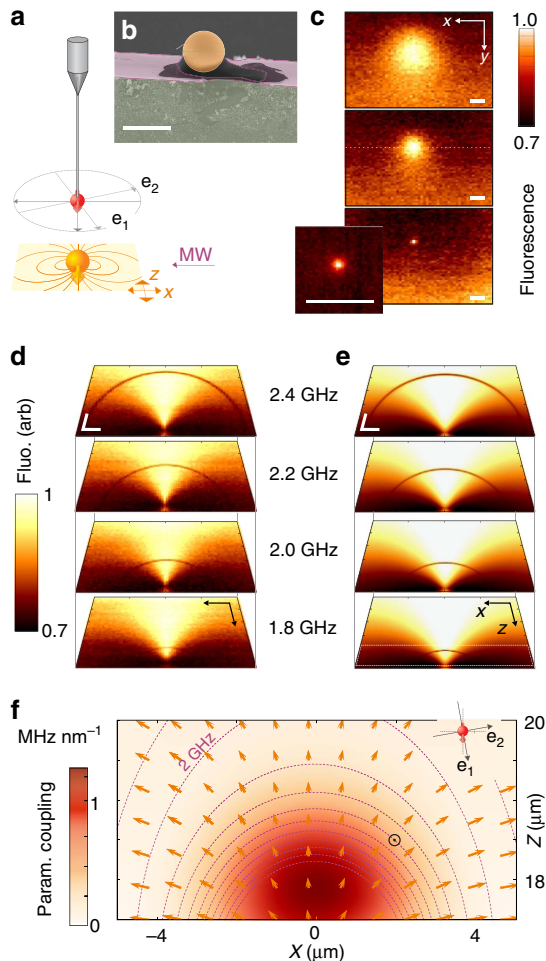 a
b
c
x
y
1.0
0.7
Fluorescence
e2
e1
MW
z
x
d
e
Fluo. (arb)
1
0.7
2.4 GHz
2.2 GHz
2.0 GHz
1.8 GHz
x
z
f
MHz nm⁻¹
Param. coupling
1
0
2 GHz
e2
e1
20
18
Z (μm)
−4
0
4
X (μm)